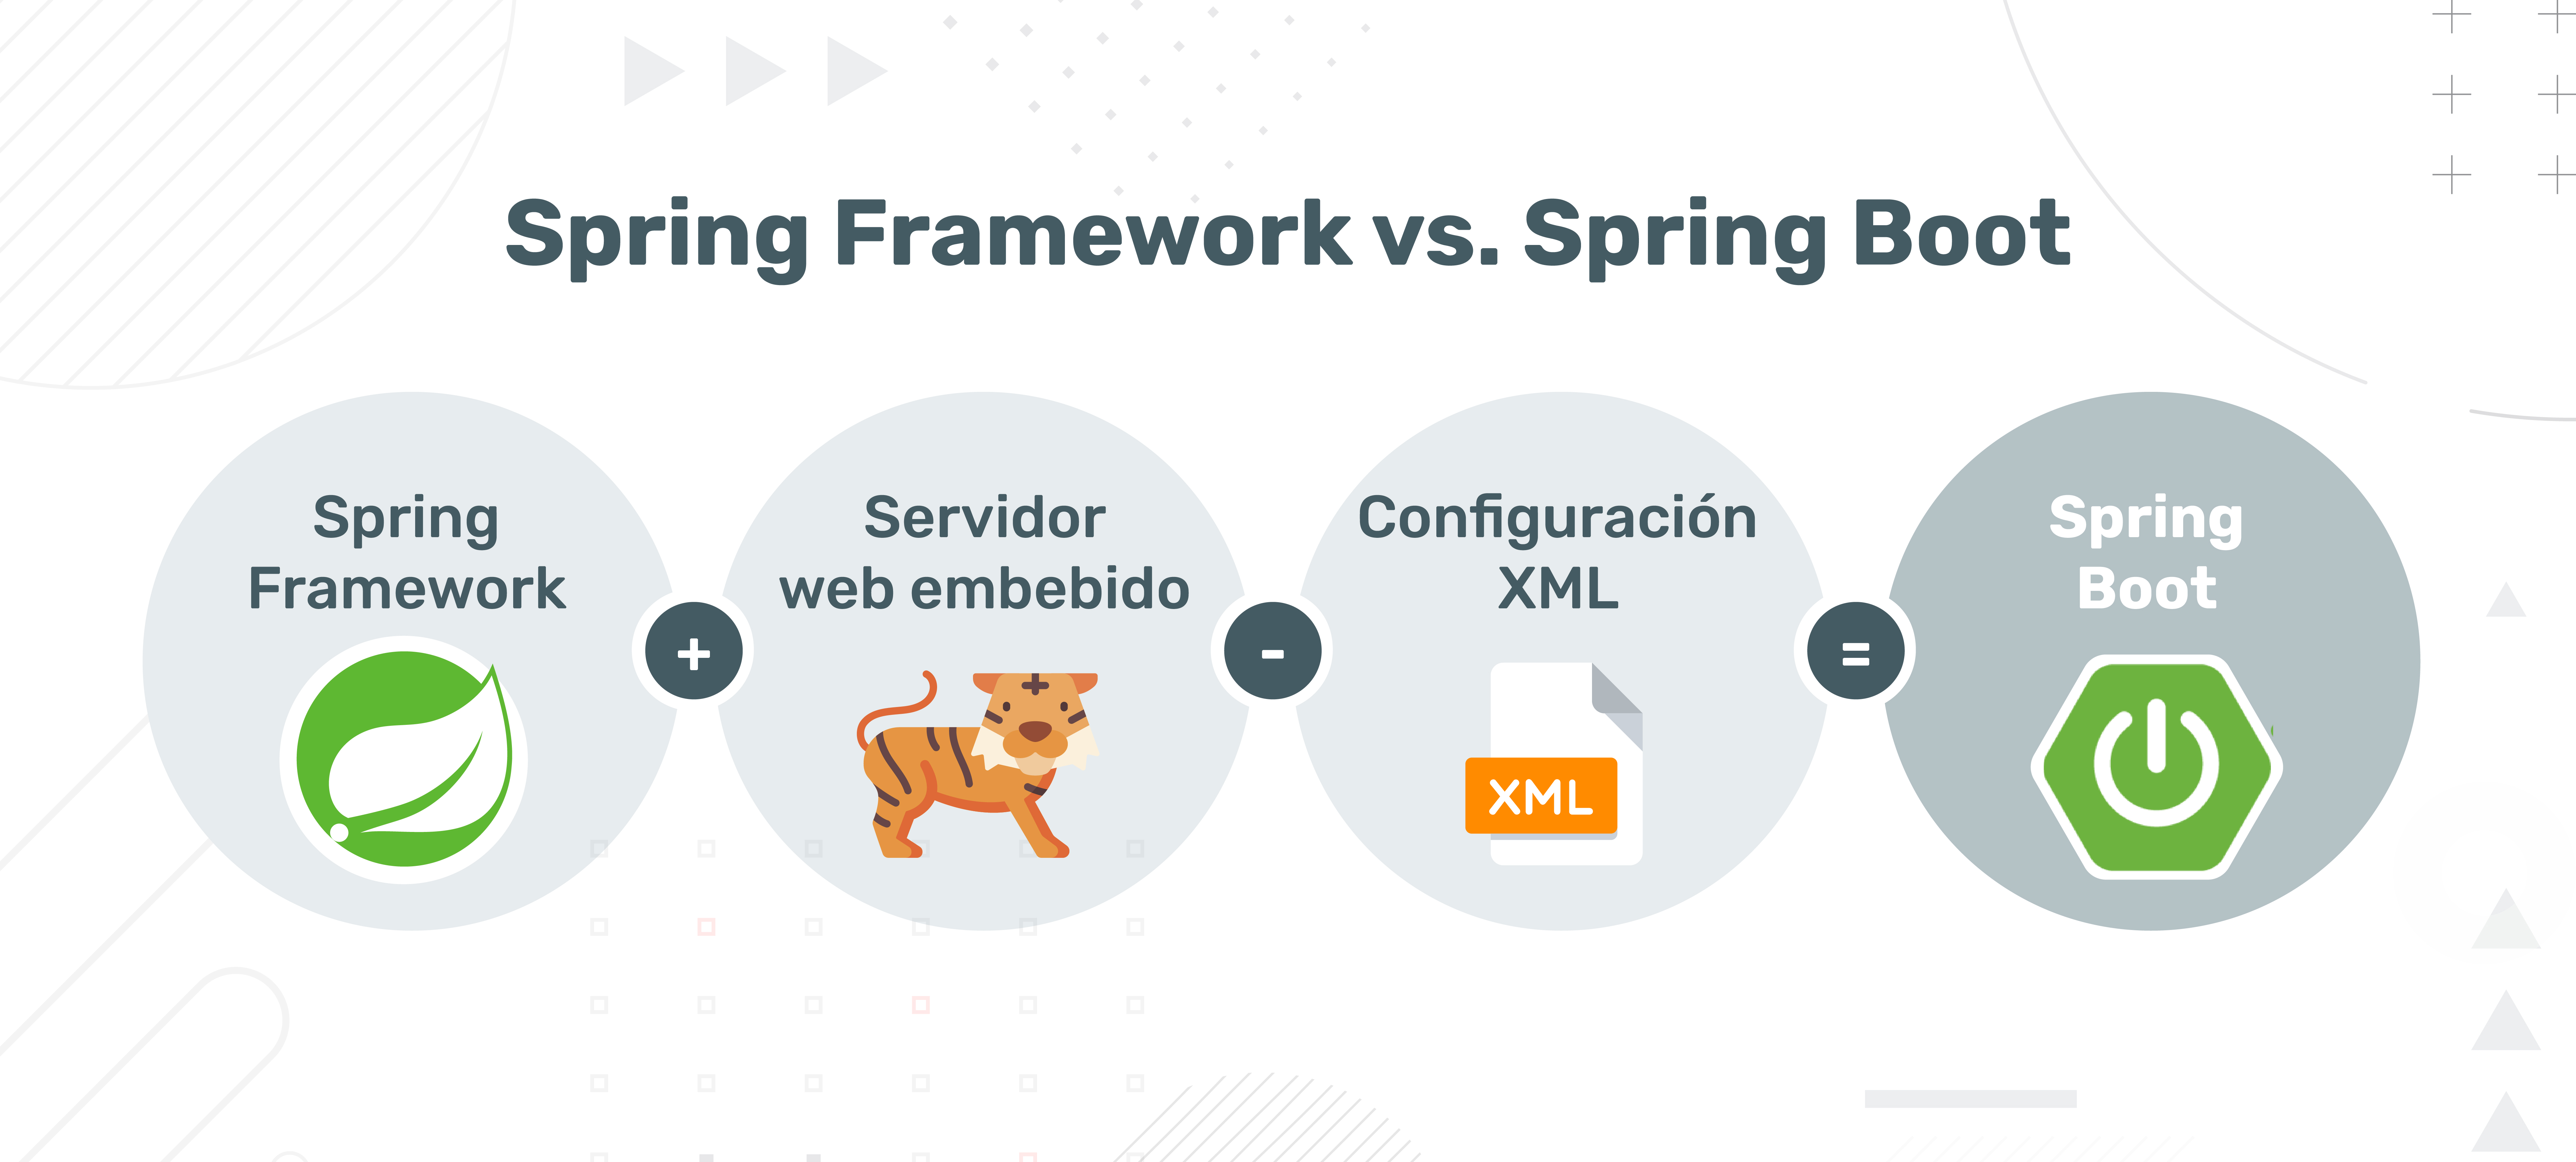 Spring Framework vs. Spring Boot
Spring
Framework
+
Servidor
web embebido
-
Configuración
XML
XML
=
Spring
Boot